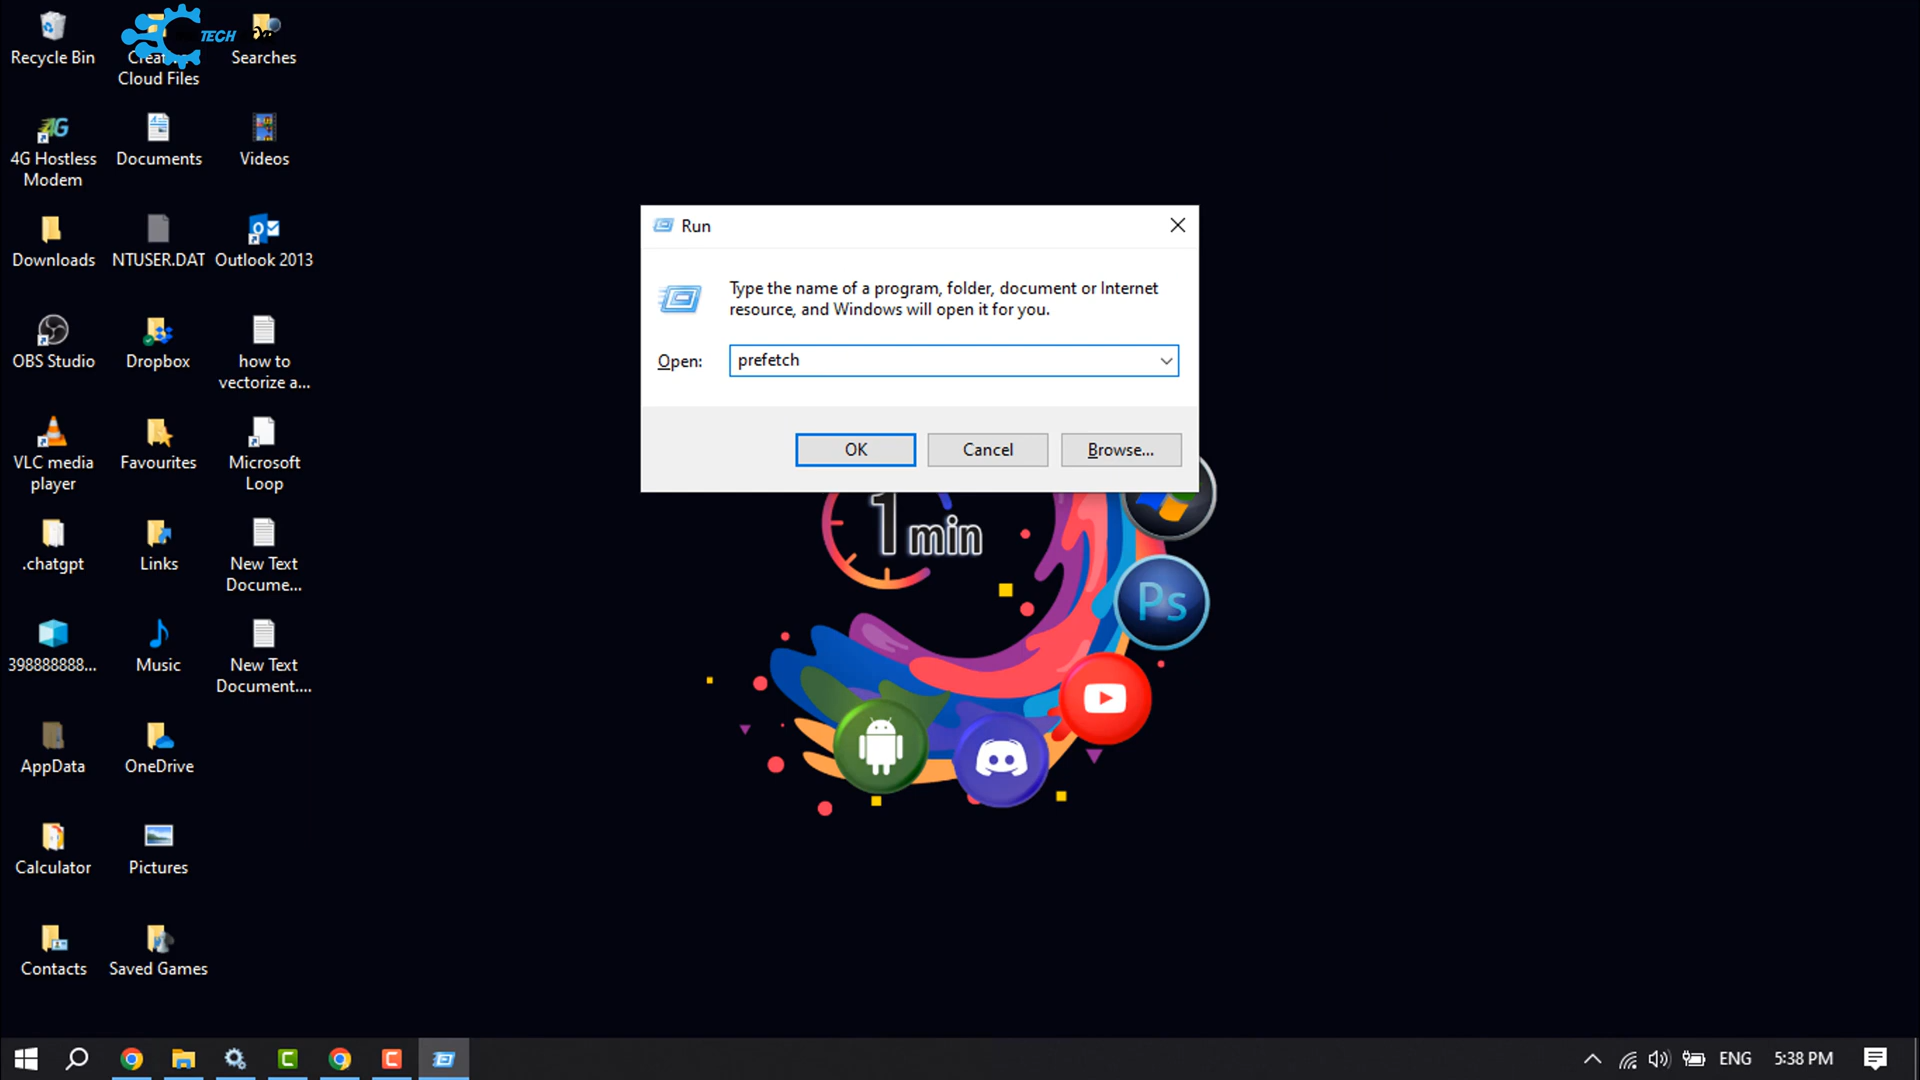 Recycle Bin
Cloud Files
TECH
Searches
4G Hostless
Modem
Documents
Videos
Downloads
NTUSER.DAT
Outlook 2013
OBS Studio
Dropbox
how to
vectorize a...
VLC media
player
Favourites
Microsoft
Loop
.chatgpt
Links
New Text
Docume...
398888888...
Music
New Text
Document....
AppData
OneDrive
Calculator
Pictures
Contacts
Saved Games
Run
Type the name of a program, folder, document or Internet
resource, and Windows will open it for you.
Open:
prefetch
OK
Cancel
Browse...
1 min
Ps
ENG
5:38 PM